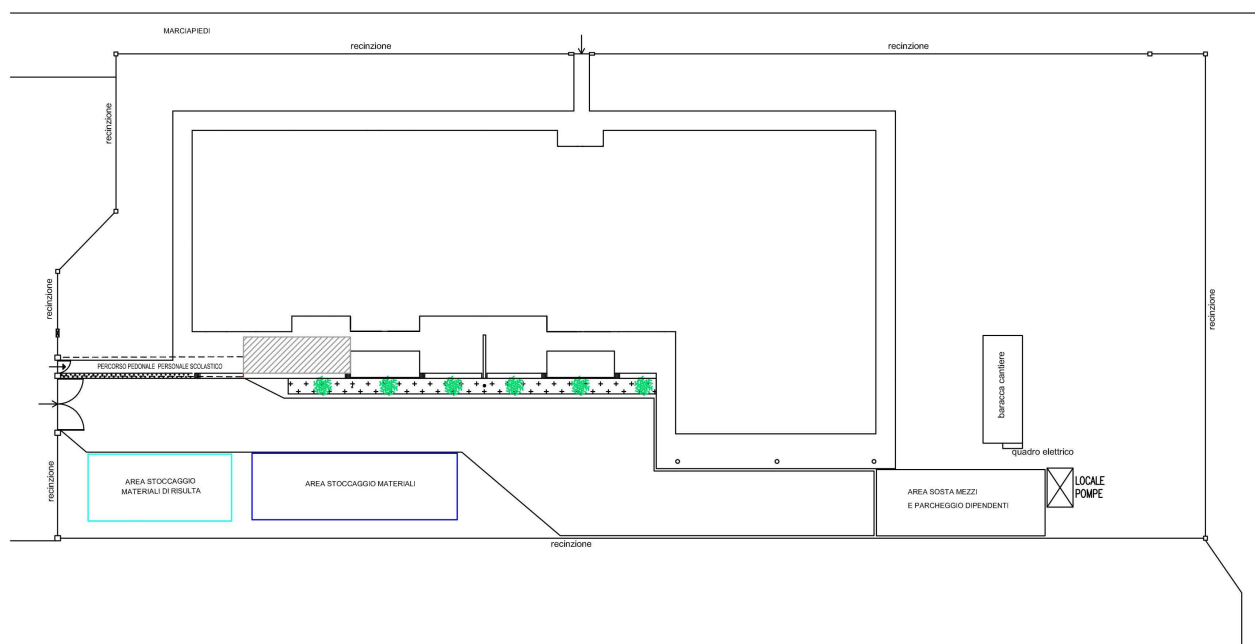 MARCIAPIEDI
recinzione
recinzione
recinzione
recinzione
recinzione
PERCORSO PEDONALE PERSONALE SCOLASTICO
baracca cantiere
quadro elettrico
recinzione
AREA STOCCAGGIO
MATERIALI DI RISULTA
AREA STOCCAGGIO MATERIALI
AREA SOSTA MEZZI
E PARCHEGGIO DIPENDENTI
LOCALE
POMPE
recinzione